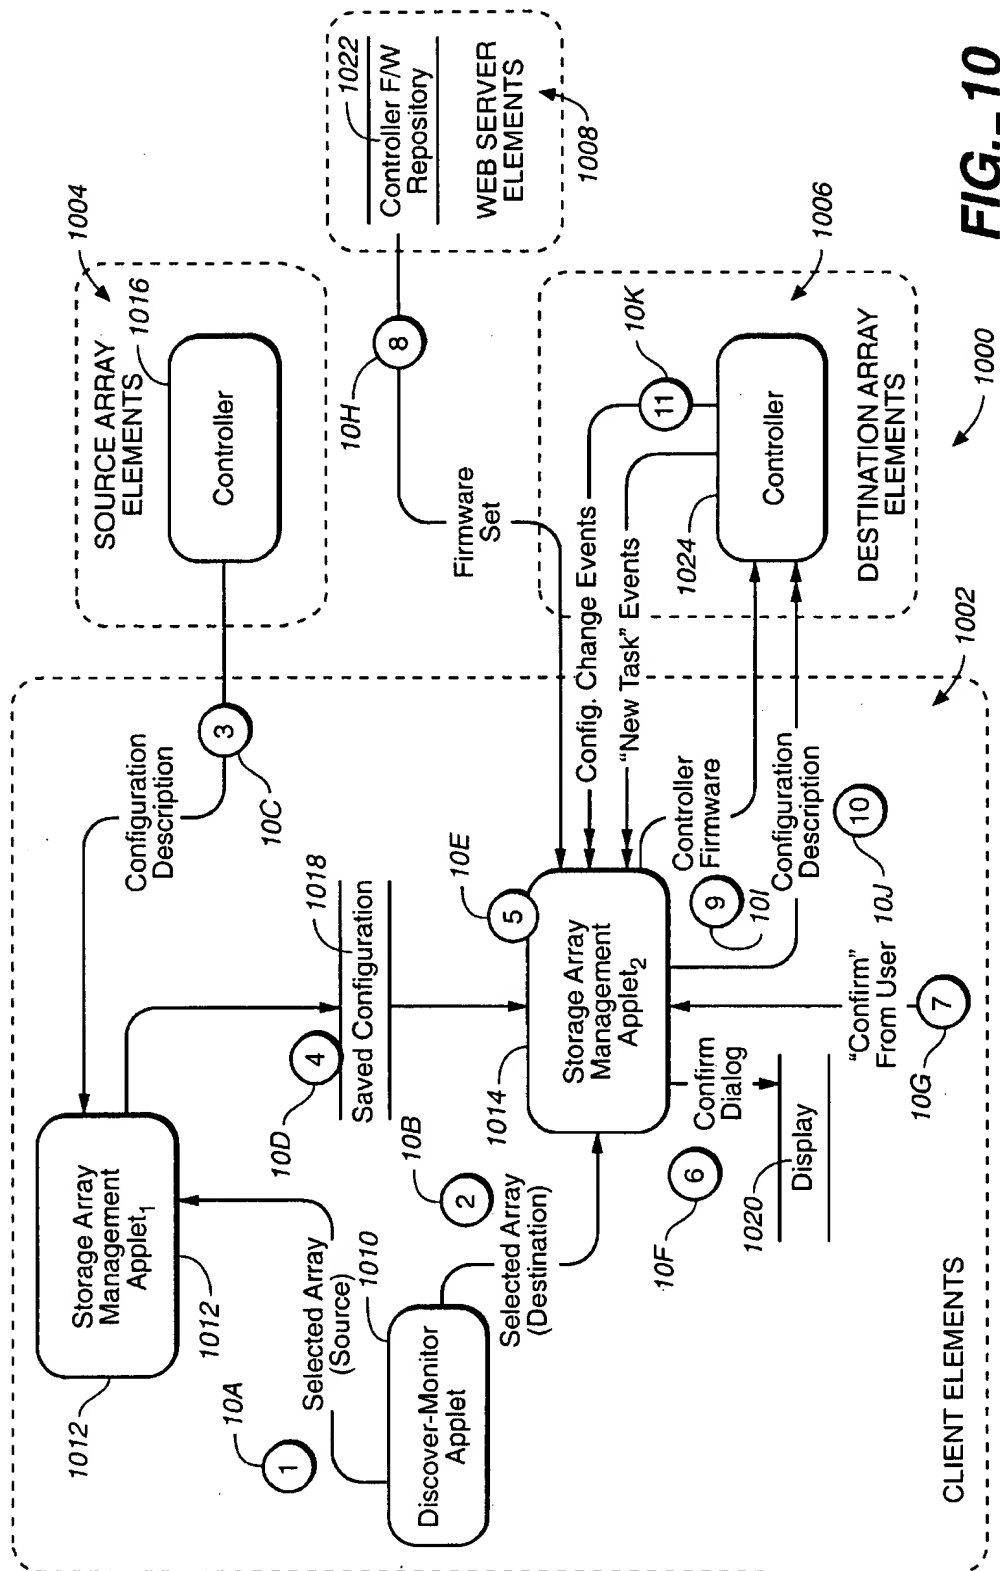 1012
Storage Array
Management
Applet1
1012
10A
1
Selected Array
(Source)
1010
Discover-Monitor
Applet
Configuration
Description
3
10C
10D
4
1018
Saved Configuration
10B
2
Selected Array
(Destination)
10E
5
1014
Storage Array
Management
Applet2
6
10F
Confirm
Dialog
1020
Display
"Confirm"
From User
7
10G
Controller
Firmware
9
10I
Configuration
Description
10
10J
CLIENT ELEMENTS
1002
SOURCE ARRAY
ELEMENTS
1004
1016
Controller
8
10H
Firmware
Set
1022
Controller F/W
Repository
WEB SERVER
ELEMENTS
1008
Config. Change Events
"New Task" Events
11
10K
1024
Controller
DESTINATION ARRAY
ELEMENTS
1006
1000
FIG._10